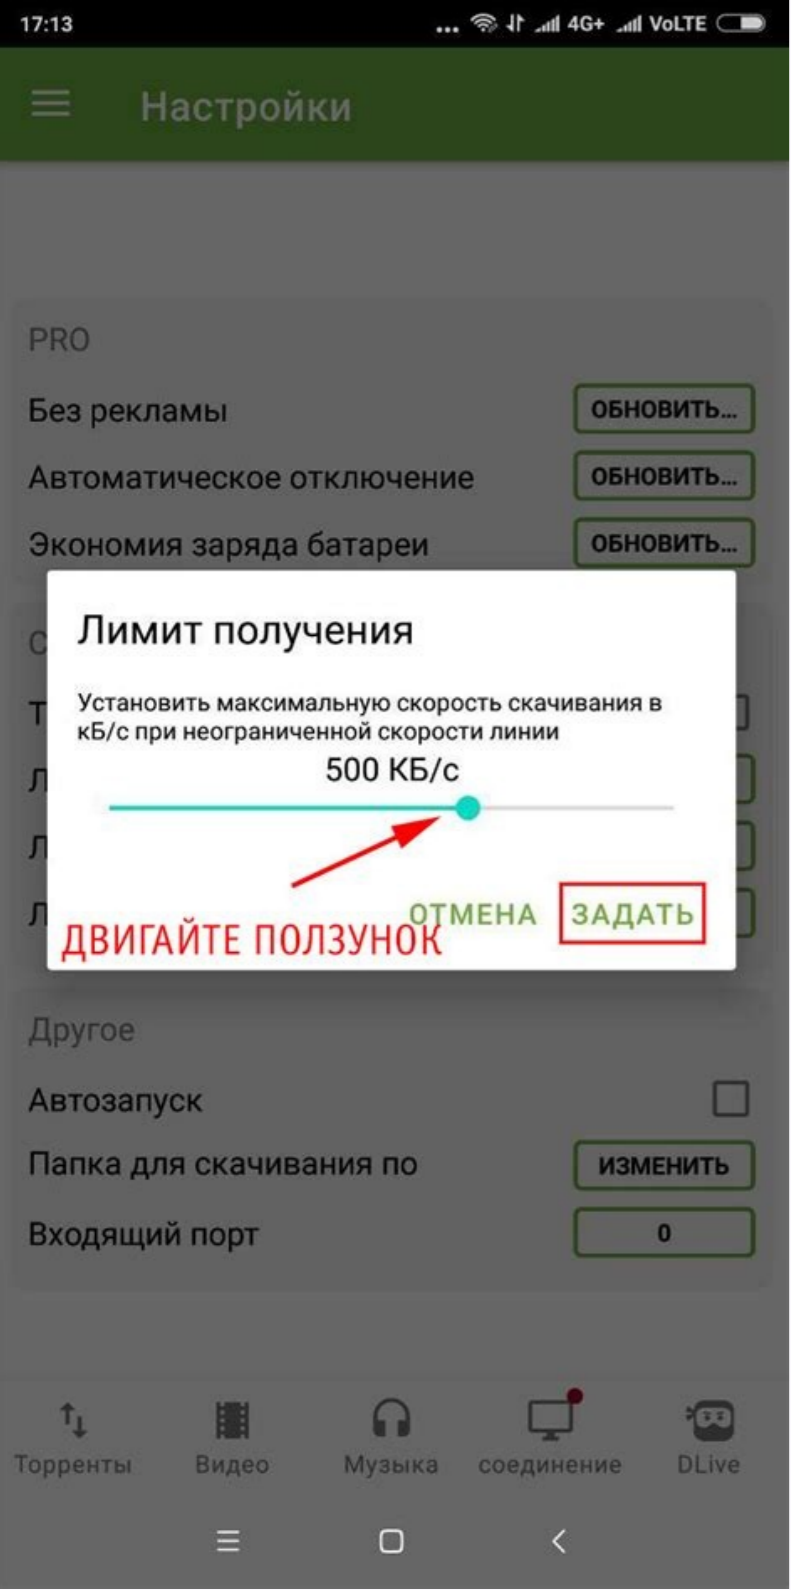 17:13
... 4G+ VoLTE
Настройки
PRO
Без рекламы
ОБНОВИТЬ...
Автоматическое отключение
ОБНОВИТЬ...
Экономия заряда батареи
ОБНОВИТЬ...
С
Т
Л
Л
Л
Лимит получения
Установить максимальную скорость скачивания в
кБ/с при неограниченной скорости линии
500 КБ/с
ОТМЕНА
ЗАДАТЬ
ДВИГАЙТЕ ПОЛЗУНОК
Другое
Автозапуск
Папка для скачивания по
ИЗМЕНИТЬ
Входящий порт
0
Торренты
Видео
Музыка
соединение
DLive